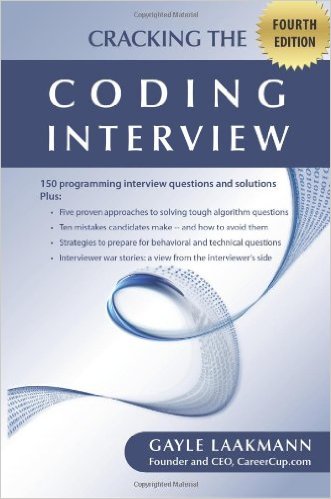 CRACKING THE
FOURTH
EDITION
CODING
INTERVIEW
150 programming interview questions and solutions
Plus:
• Five proven approaches to solving tough algorithm questions
• Ten mistakes candidates make -- and how to avoid them
• Strategies to prepare for behavioral and technical questions
• Interviewer war stories: a view from the interviewer's side
GAYLE LAAKMANN
Founder and CEO, CareerCup.com